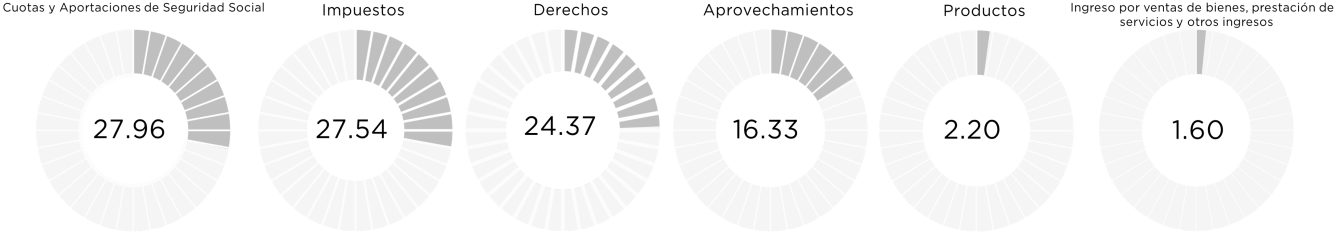 Cuotas y Aportaciones de Seguridad Social
27.96
Impuestos
27.54
Derechos
24.37
Aprovechamientos
16.33
Productos
2.20
Ingreso por ventas de bienes, prestación de
servicios y otros ingresos
1.60